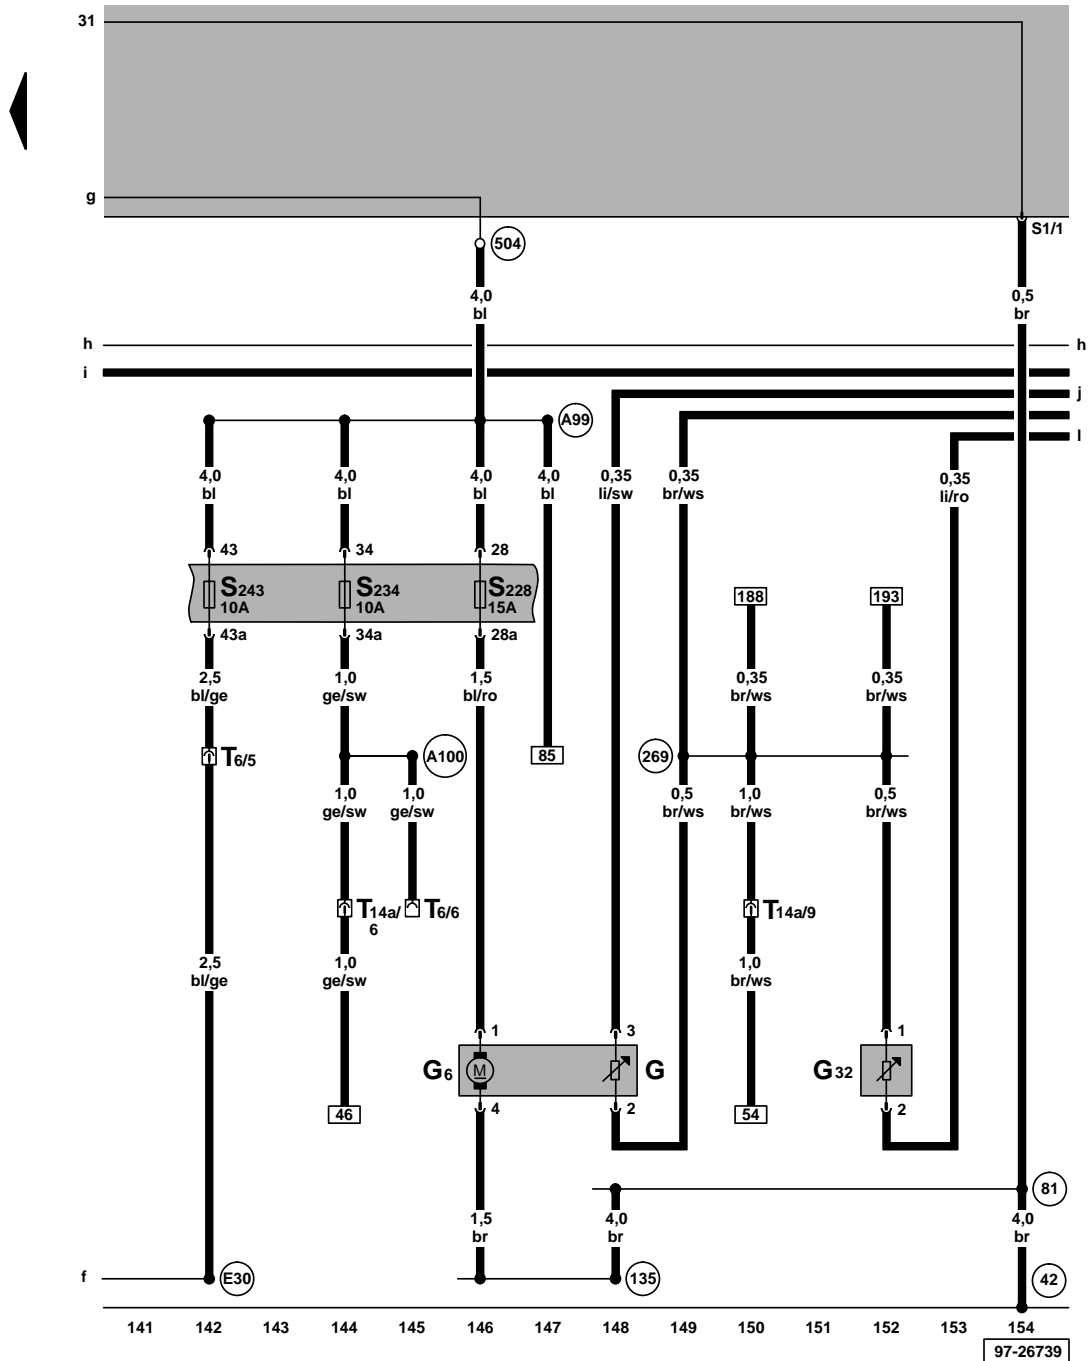 31
g
S1/1
504
4,0
bl
0,5
br
h
h
i
j
A99
l
4,0
bl
4,0
bl
4,0
bl
4,0
bl
0,35
li/sw
0,35
br/ws
0,35
li/ro
43
34
28
S243
10A
S234
10A
S228
15A
188
193
43a
34a
28a
2,5
bl/ge
1,0
ge/sw
1,5
bl/ro
0,35
br/ws
0,35
br/ws
T6/5
A100
85
269
1,0
ge/sw
1,0
ge/sw
0,5
br/ws
1,0
br/ws
0,5
br/ws
T14a/
6
T6/6
T14a/9
2,5
bl/ge
1,0
ge/sw
1,0
br/ws
1
3
1
G6
M
G
G32
4
2
2
46
54
81
1,5
br
4,0
br
4,0
br
f
E30
135
42
141 142 143 144 145 146 147 148 149 150 151 152 153 154
97-26739